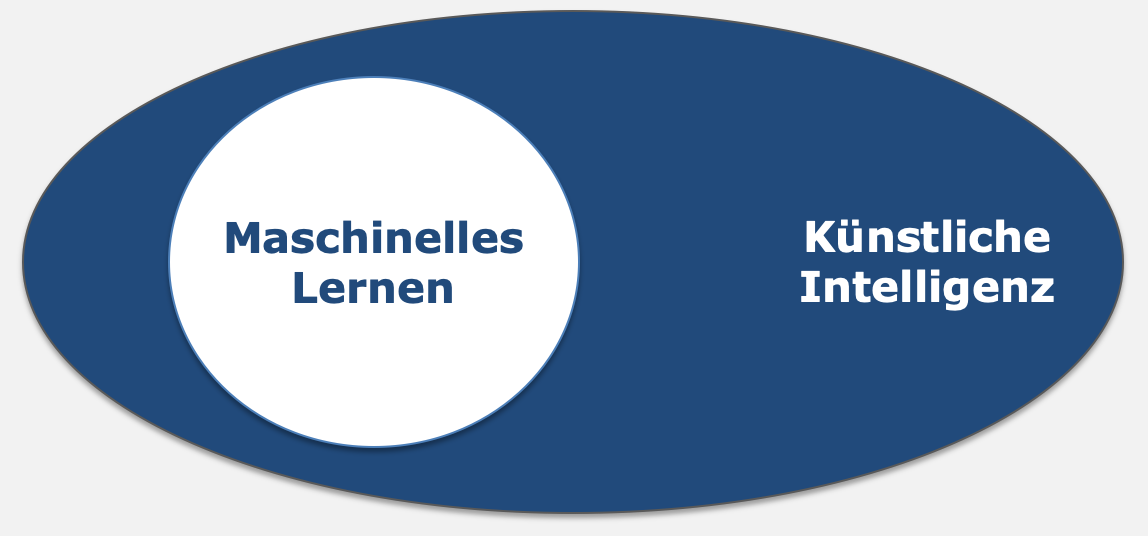 Maschinelles
Lernen
Künstliche
Intelligenz